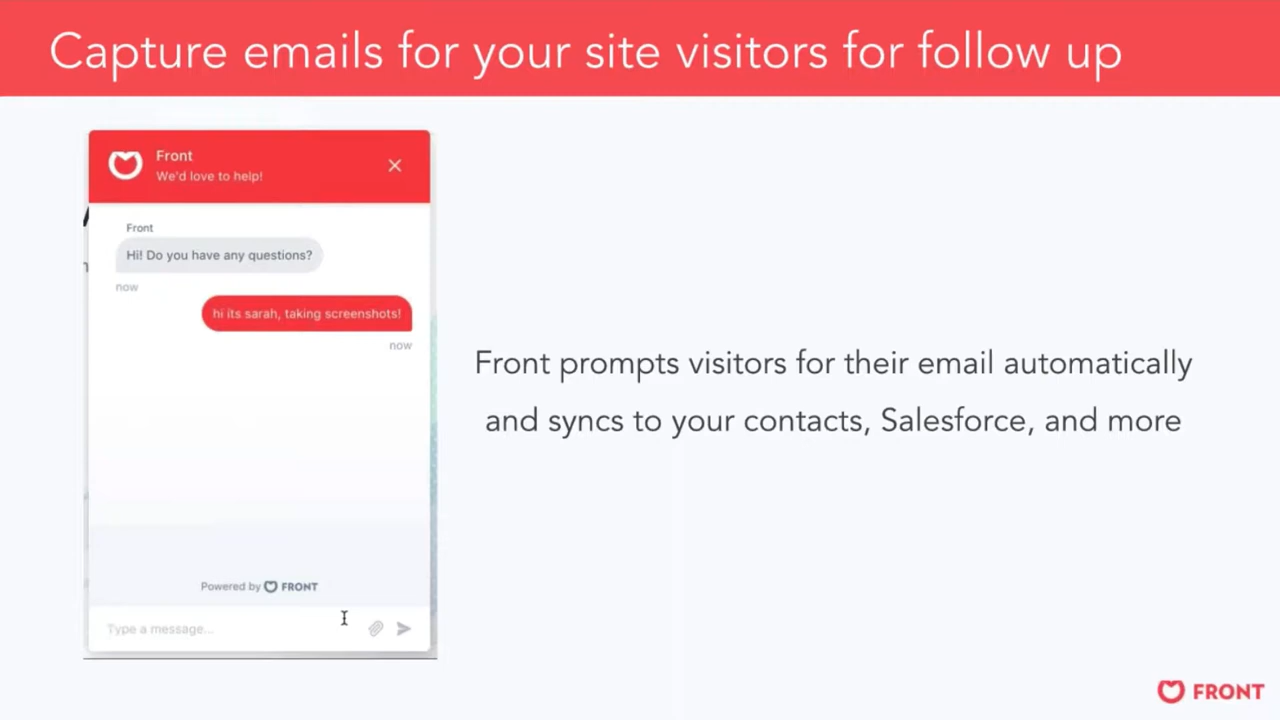 Capture emails for your site visitors for follow up
Front
We'd love to help!
Front
Hi! Do you have any questions?
now
hi its sarah, taking screenshots!
now
Front prompts visitors for their email automatically
and syncs to your contacts, Salesforce, and more
Powered by FRONT
Type a message...
FRONT